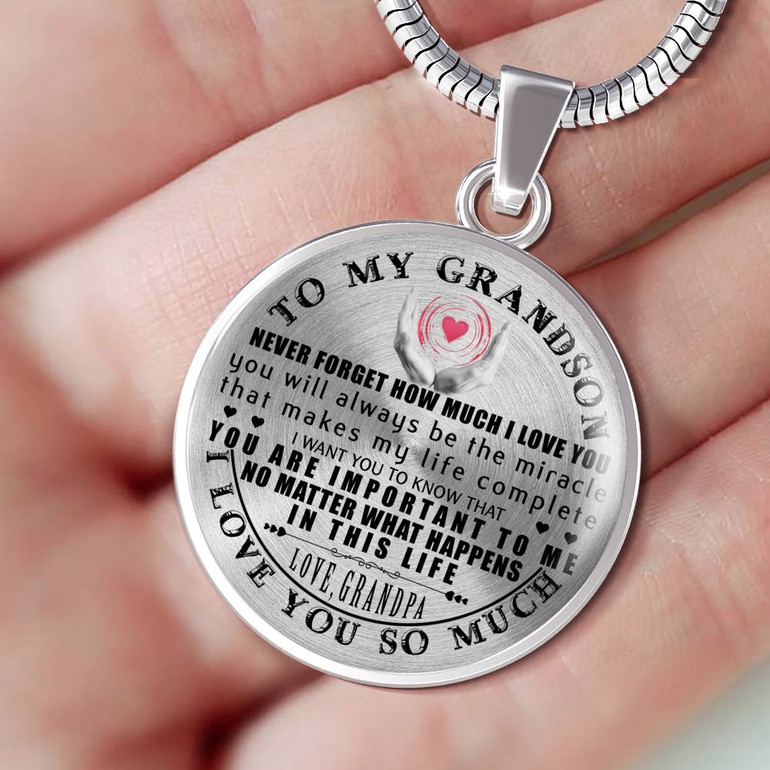 TO MY GRANDSON
NEVER FORGET HOW MUCH I LOVE YOU
you will always be the miracle
that makes my life complete
I WANT YOU TO KNOW THAT
YOU ARE IMPORTANT TO ME
NO MATTER WHAT HAPPENS
IN THIS LIFE
LOVE, GRANDPA
I LOVE YOU SO MUCH